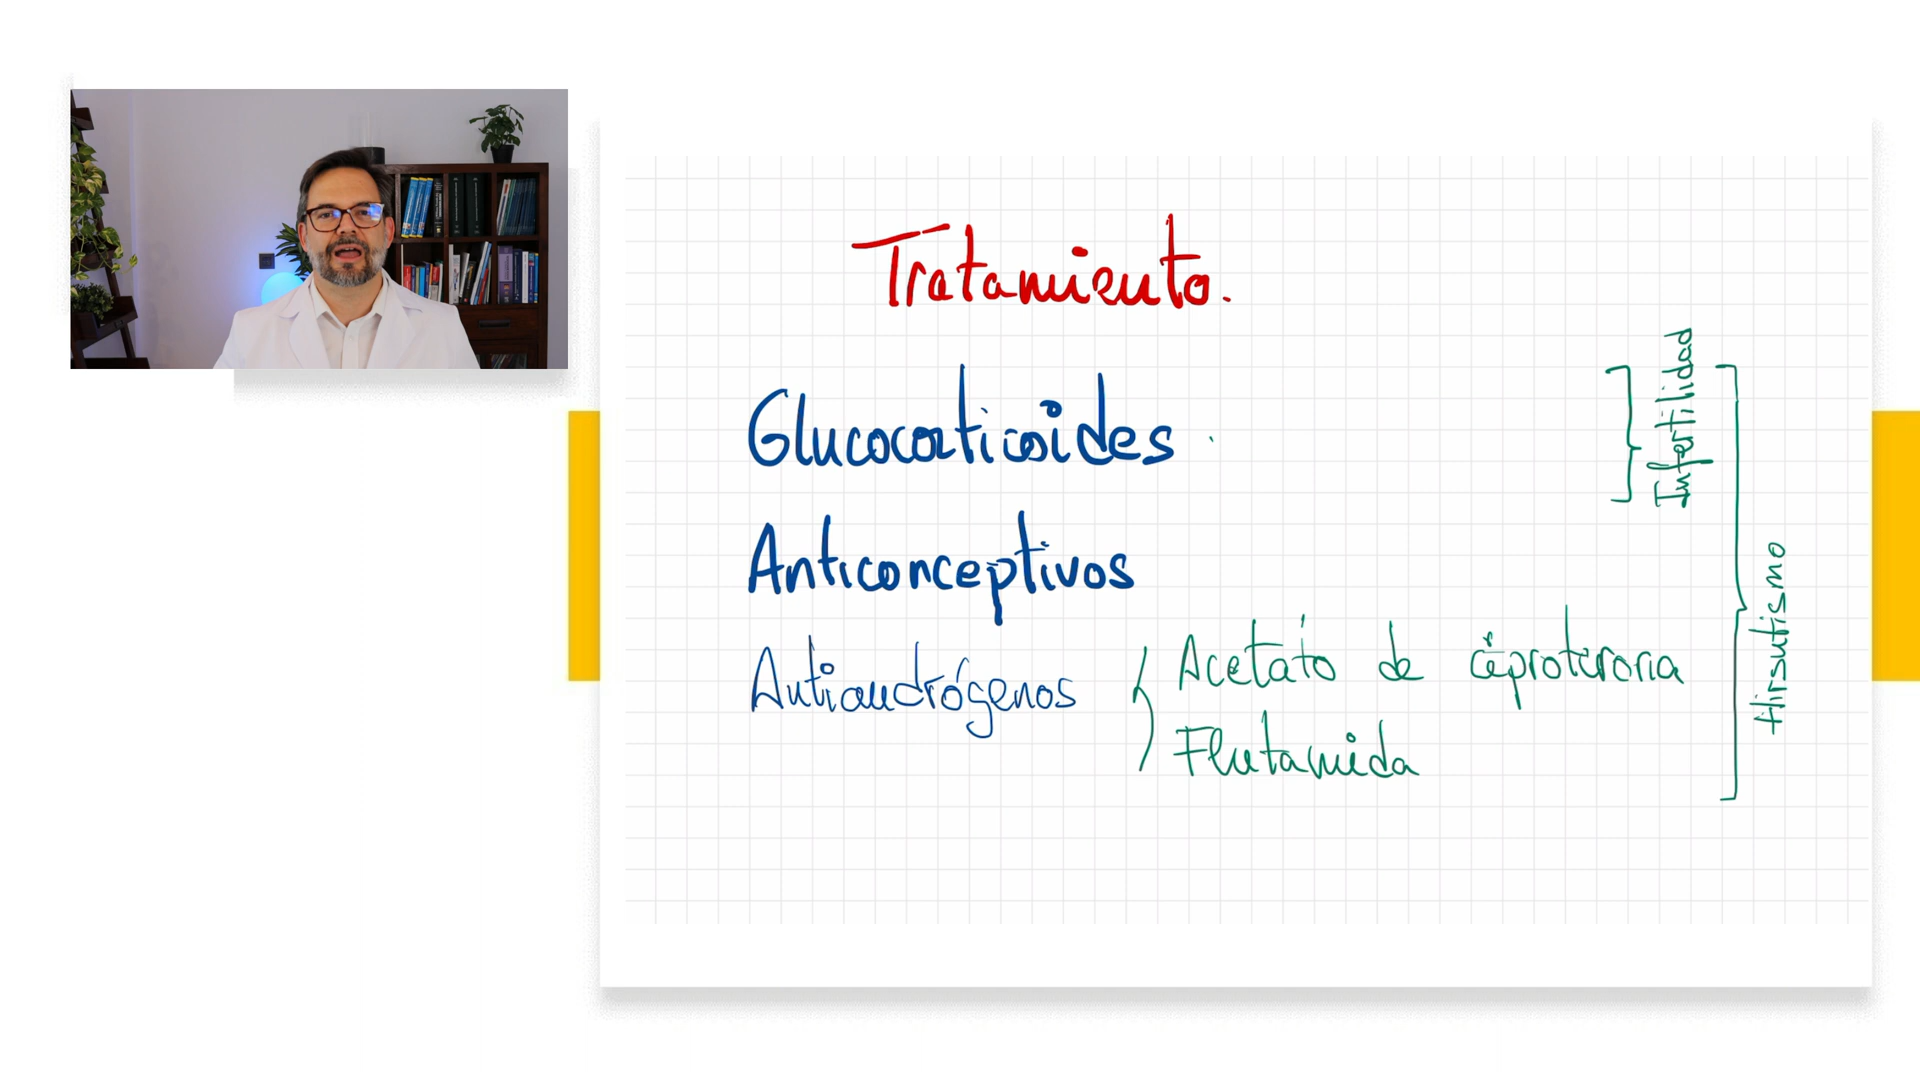 Tratamiento.
Glucocorticoides
Anticonceptivos
Antiandrógenos
Acetato de ciproterona
Flutamida
Infertilidad
Hirsutismo